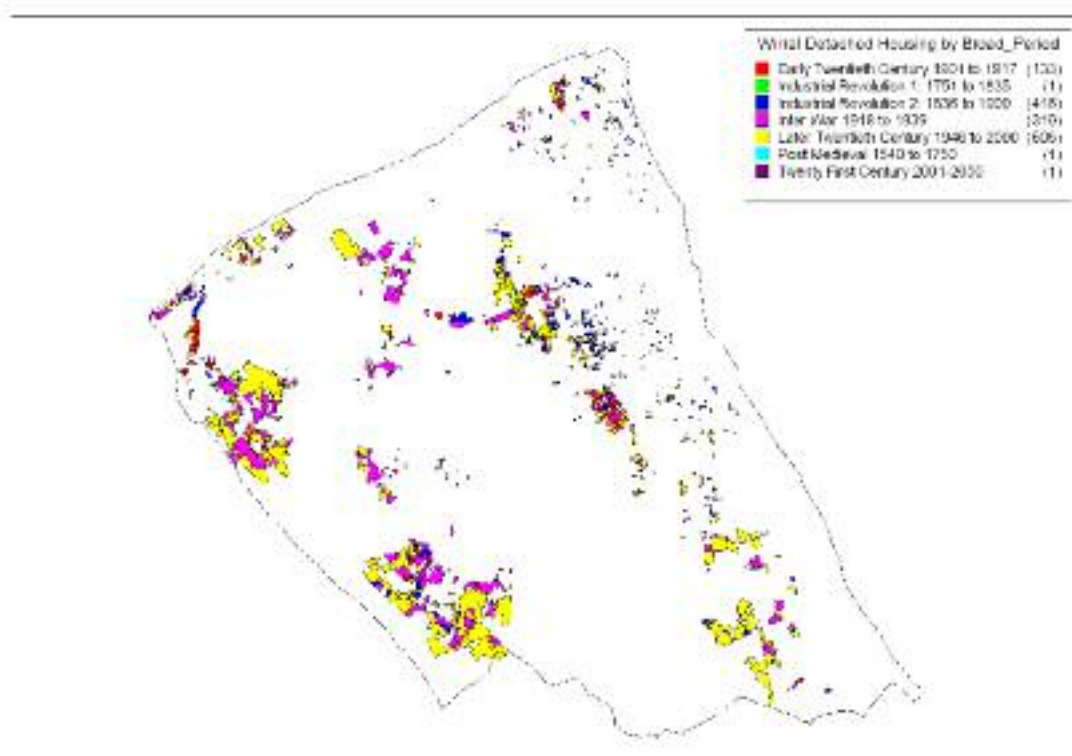 Wirral Detached Housing by Broad_Period
Early Twentieth Century 1901 to 1917 (133)
Industrial Revolution 1: 1751 to 1835 (1)
Industrial Revolution 2: 1836 to 1900 (418)
Inter War 1918 to 1939 (319)
Later Twentieth Century 1946 to 2000
Post Medieval 1540 to 1750 (1)
Twenty First Century 2001-2050 (1)